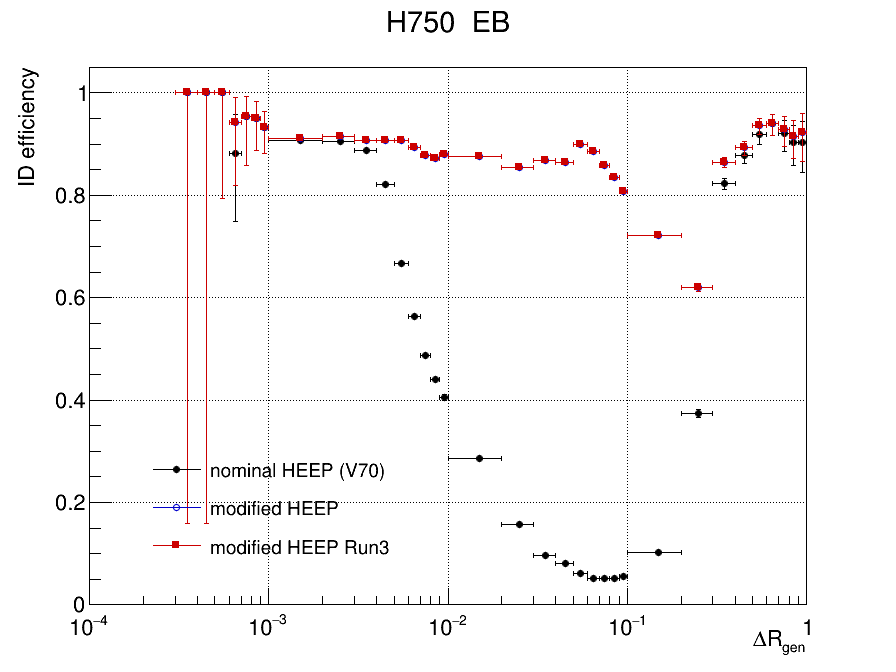 H750 EB
ID efficiency
1
0.8
0.6
0.4
0.2
0
nominal HEEP (V70)
modified HEEP
modified HEEP Run3
10⁻⁴ 10⁻³ 10⁻² 10⁻¹ 1
ΔR_gen